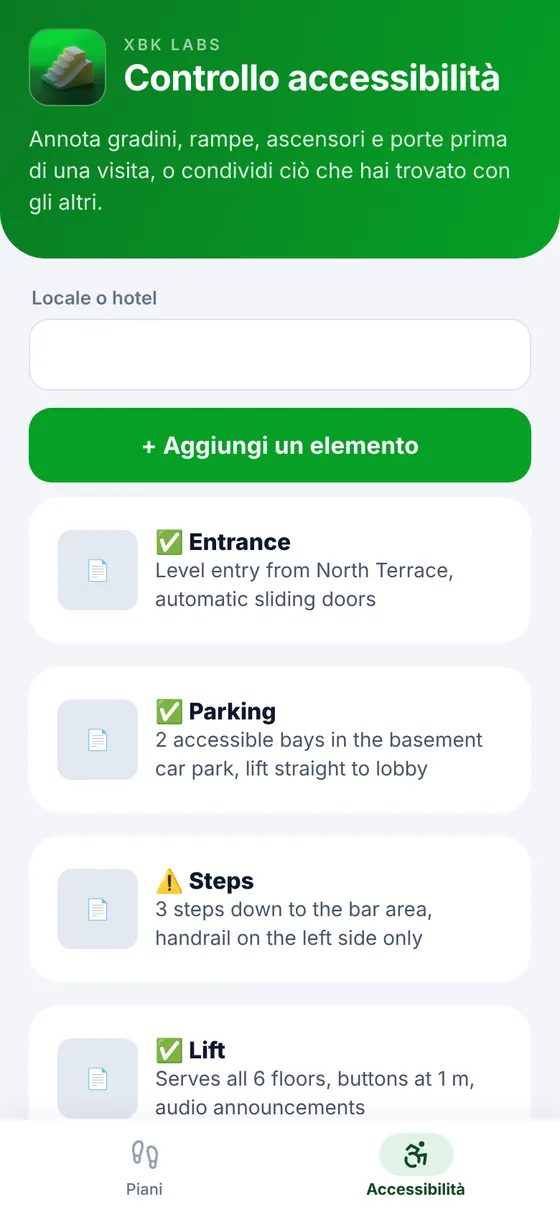 XBK LABS
Controllo accessibilità
Annota gradini, rampe, ascensori e porte prima
di una visita, o condividi ciò che hai trovato con
gli altri.
Locale o hotel
+ Aggiungi un elemento
✅ Entrance
Level entry from North Terrace,
automatic sliding doors
✅ Parking
2 accessible bays in the basement
car park, lift straight to lobby
⚠️ Steps
3 steps down to the bar area,
handrail on the left side only
✅ Lift
Serves all 6 floors, buttons at 1 m,
audio announcements
Piani
Accessibilità